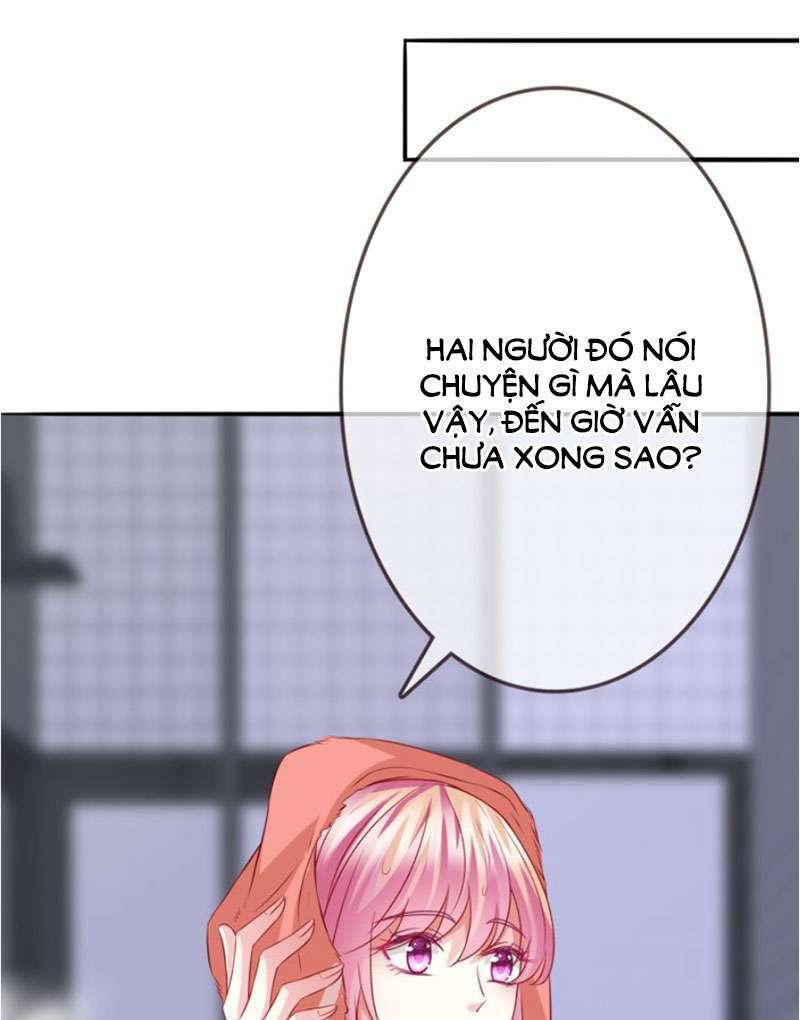 HAI NGƯỜI ĐÓ NÓI
CHUYỆN GÌ MÀ LÂU
VẬY, ĐẾN GIỜ VẪN
CHƯA XONG SAO?